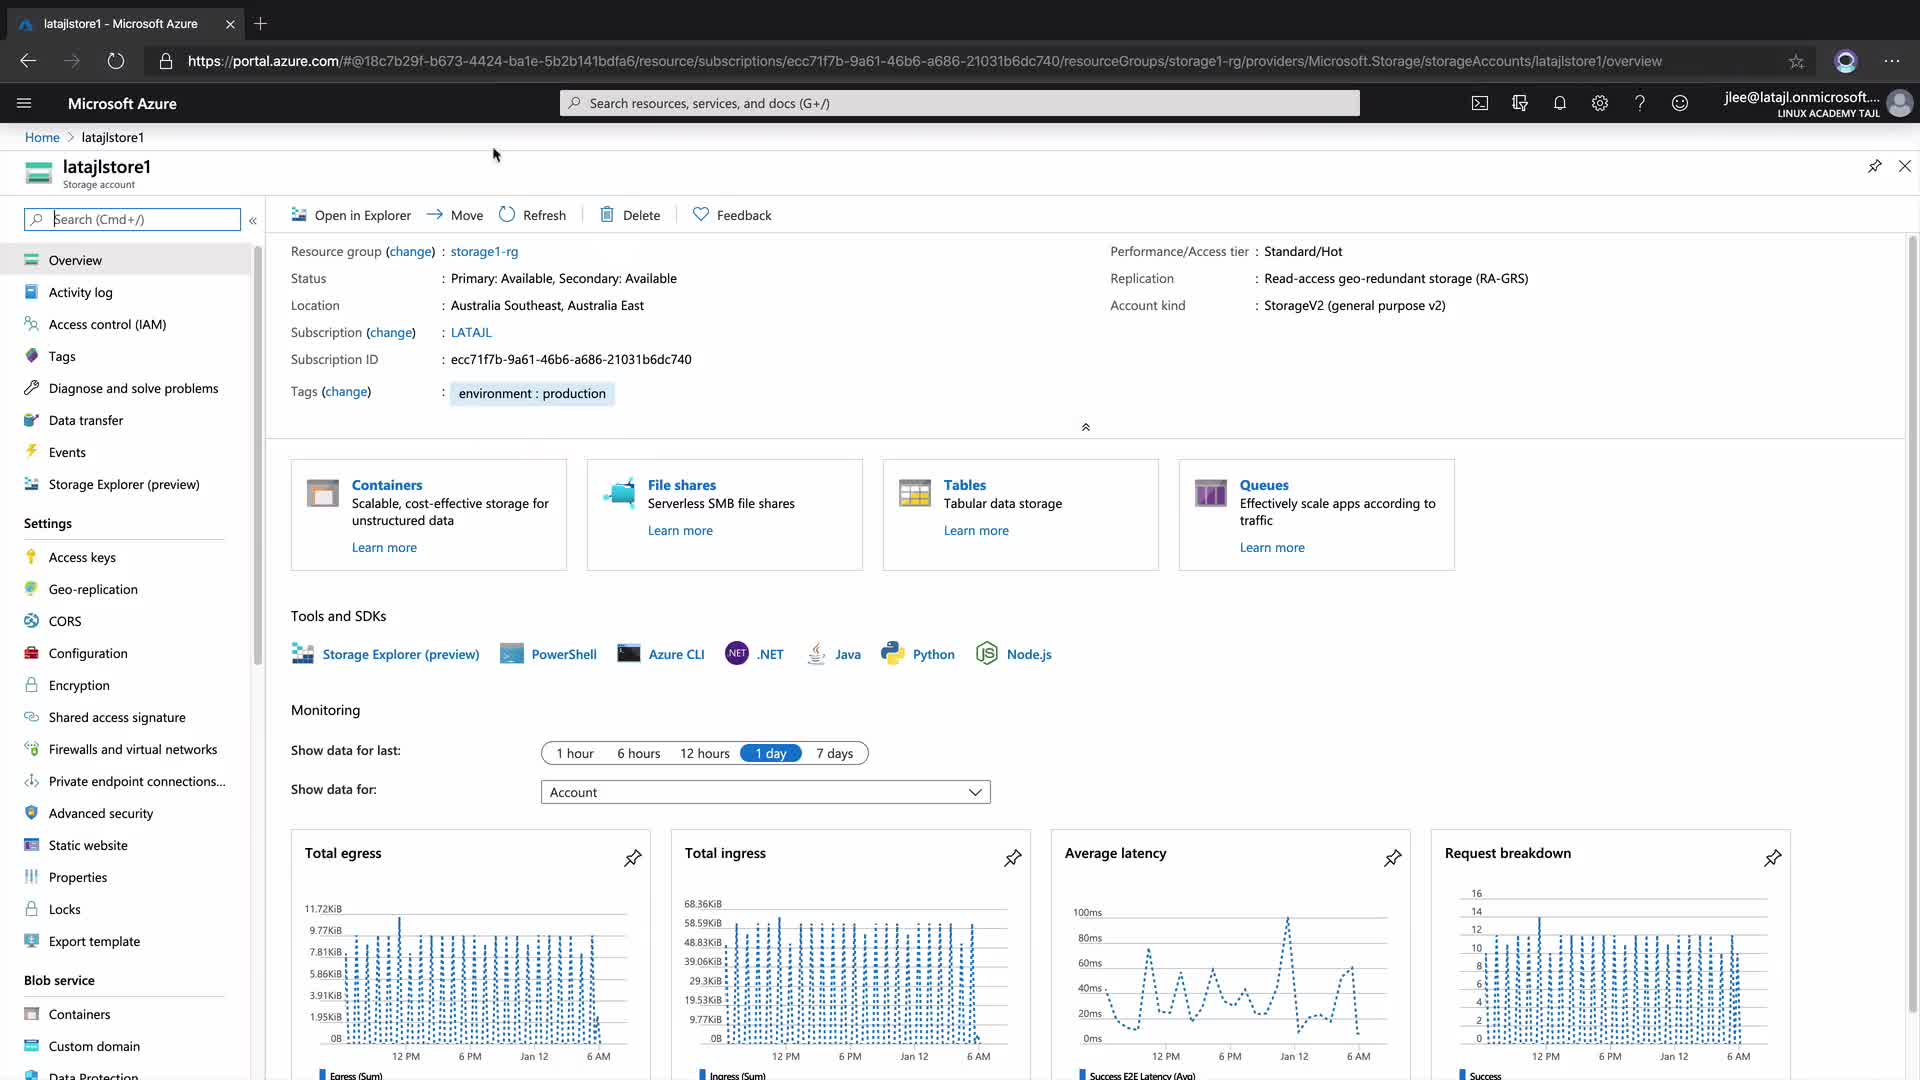 latajlstore1 - Microsoft Azure
https://portal.azure.com/#@18c7b29f-b673-4424-ba1e-5b2b141bdfa6/resource/subscriptions/ecc71f7b-9a61-46b6-a686-21031b6dc740/resourceGroups/storage1-rg/providers/Microsoft.Storage/storageAccounts/latajlstore1/overview
Microsoft Azure
Search resources, services, and docs (G+/)
jlee@latajl.onmicrosoft....
LINUX ACADEMY TAJL
Home > latajlstore1
latajlstore1
Storage account
Search (Cmd+/)
Overview
Activity log
Access control (IAM)
Tags
Diagnose and solve problems
Data transfer
Events
Storage Explorer (preview)
Settings
Access keys
Geo-replication
CORS
Configuration
Encryption
Shared access signature
Firewalls and virtual networks
Private endpoint connections...
Advanced security
Static website
Properties
Locks
Export template
Blob service
Containers
Custom domain
Data Protection
Open in Explorer Move Refresh Delete Feedback
Resource group (change) : storage1-rg
Status : Primary: Available, Secondary: Available
Location : Australia Southeast, Australia East
Subscription (change) : LATAJL
Subscription ID : ecc71f7b-9a61-46b6-a686-21031b6dc740
Tags (change) : environment : production
Performance/Access tier : Standard/Hot
Replication : Read-access geo-redundant storage (RA-GRS)
Account kind : StorageV2 (general purpose v2)
Containers
Scalable, cost-effective storage for
unstructured data
Learn more
File shares
Serverless SMB file shares
Learn more
Tables
Tabular data storage
Learn more
Queues
Effectively scale apps according to
traffic
Learn more
Tools and SDKs
Storage Explorer (preview) PowerShell Azure CLI NET .NET Java Python JS Node.js
Monitoring
Show data for last: 1 hour 6 hours 12 hours 1 day 7 days
Show data for: Account
Total egress
11.72KiB
9.77KiB
7.81KiB
5.86KiB
3.91KiB
1.95KiB
0B
12 PM 6 PM Jan 12 6 AM
Egress (Sum)
Total ingress
68.36KiB
58.59KiB
48.83KiB
39.06KiB
29.3KiB
19.53KiB
9.77KiB
0B
12 PM 6 PM Jan 12 6 AM
Ingress (Sum)
Average latency
100ms
80ms
60ms
40ms
20ms
0ms
12 PM 6 PM Jan 12 6 AM
Success E2E Latency (Avg)
Request breakdown
16
14
12
10
8
6
4
2
0
12 PM 6 PM Jan 12 6 AM
Success